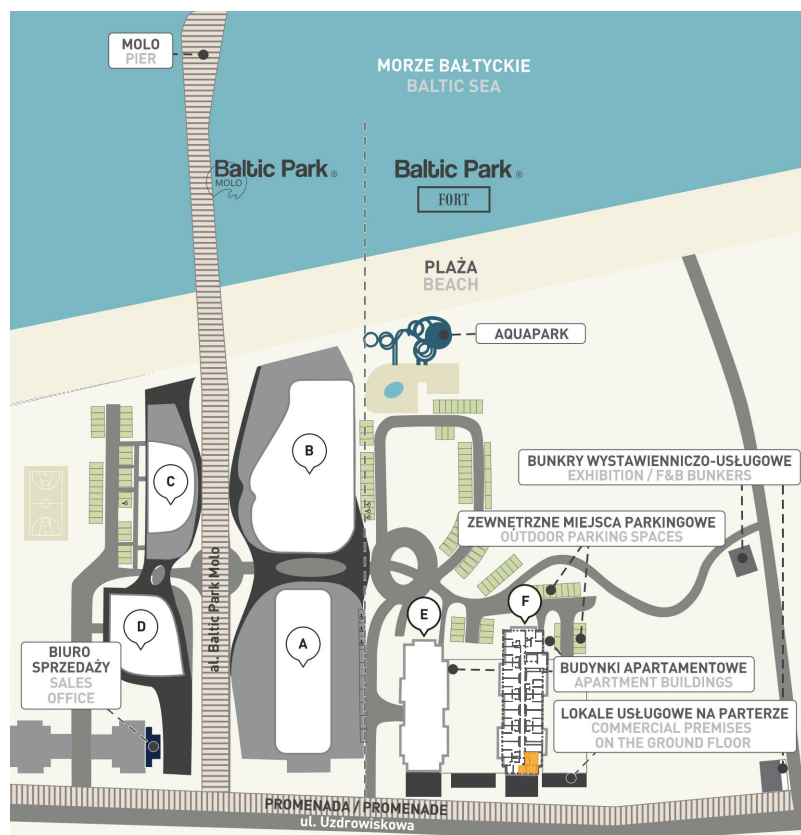 MOLO
PIER
MORZE BAŁTYCKIE
BALTIC SEA
Baltic Park ®
MOLO
Baltic Park ®
FORT
PLAŻA
BEACH
AQUAPARK
B
C
BUNKRY WYSTAWIENNICZO-USŁUGOWE
EXHIBITION / F&B BUNKERS
ZEWNĘTRZNE MIEJSCA PARKINGOWE
OUTDOOR PARKING SPACES
al. Baltic Park Molo
E
F
D
A
BIURO
SPRZEDAŻY
SALES
OFFICE
BUDYNKI APARTAMENTOWE
APARTMENT BUILDINGS
LOKALE USŁUGOWE NA PARTERZE
COMMERCIAL PREMISES
ON THE GROUND FLOOR
PROMENADA / PROMENADE
ul. Uzdrowiskowa